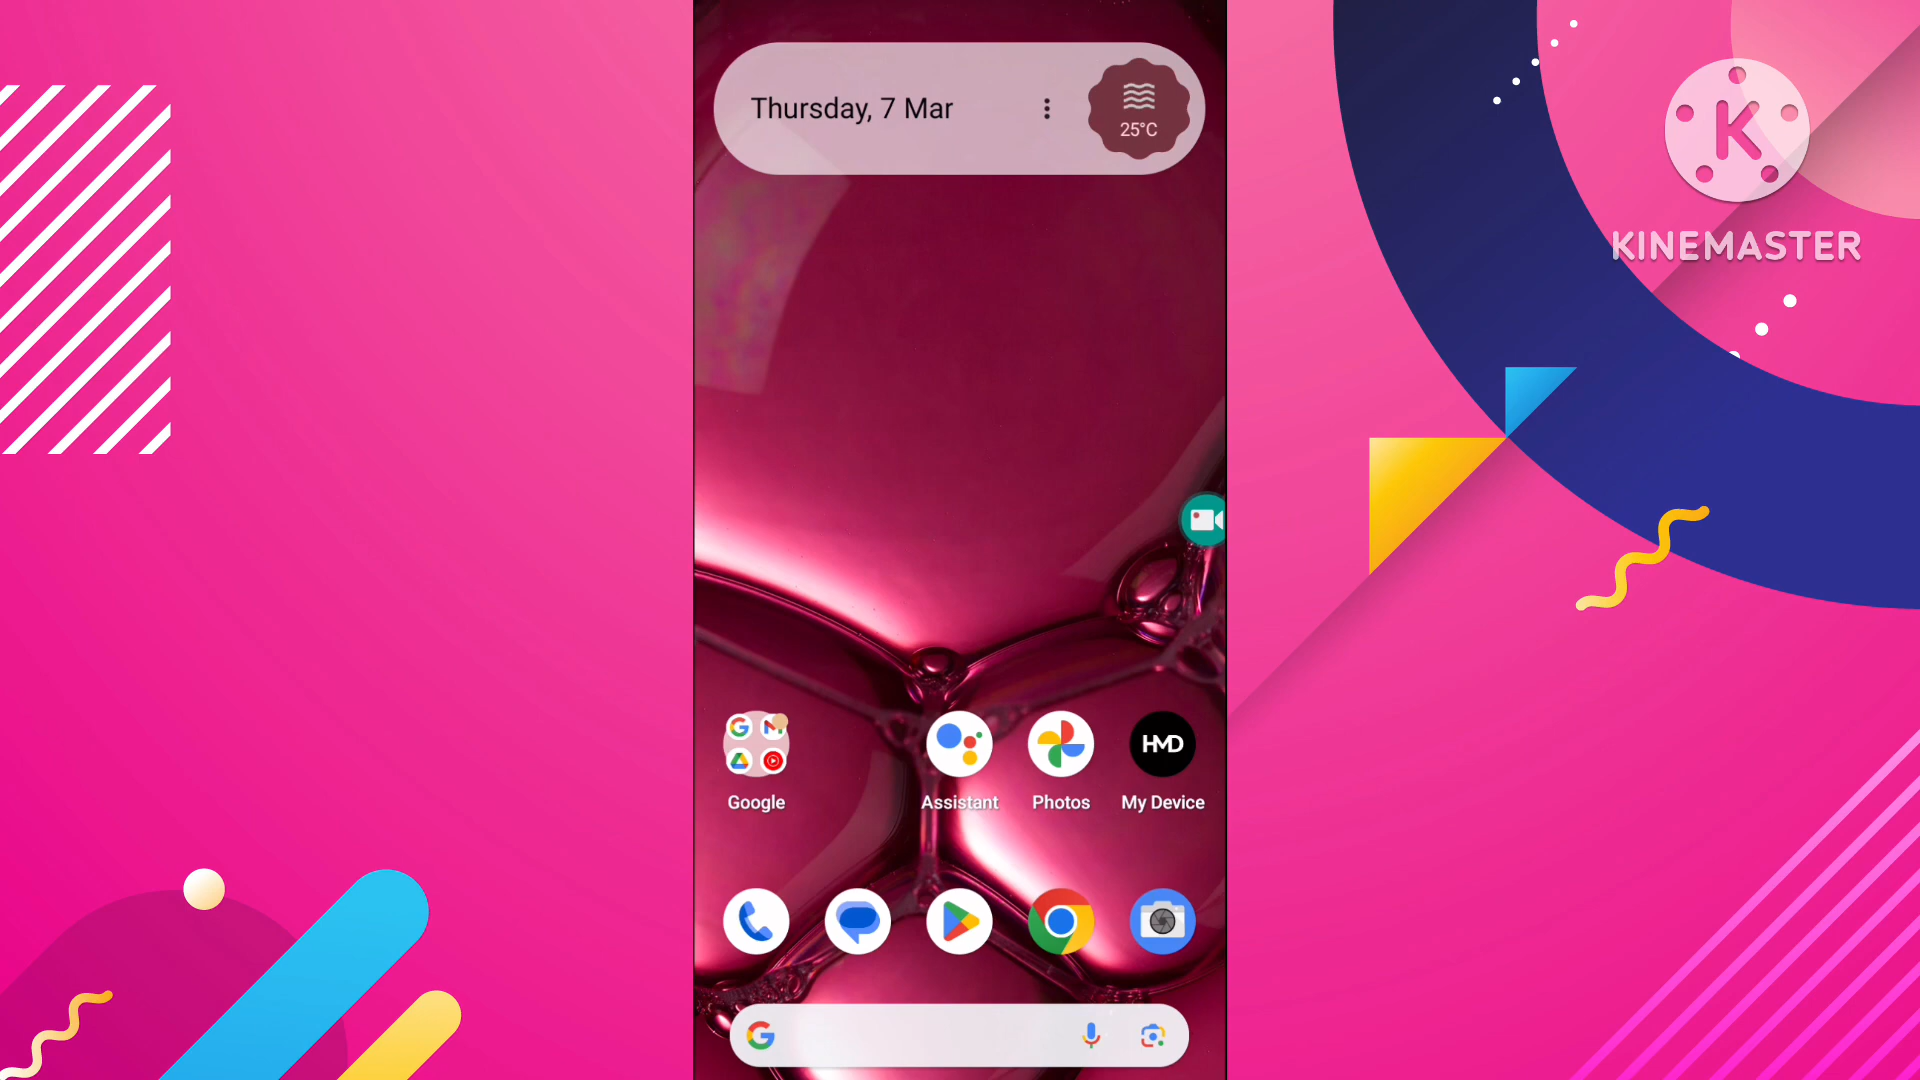 Thursday, 7 Mar
25°C
K
KINEMASTER
HMD
Google
Assistant
Photos
My Device